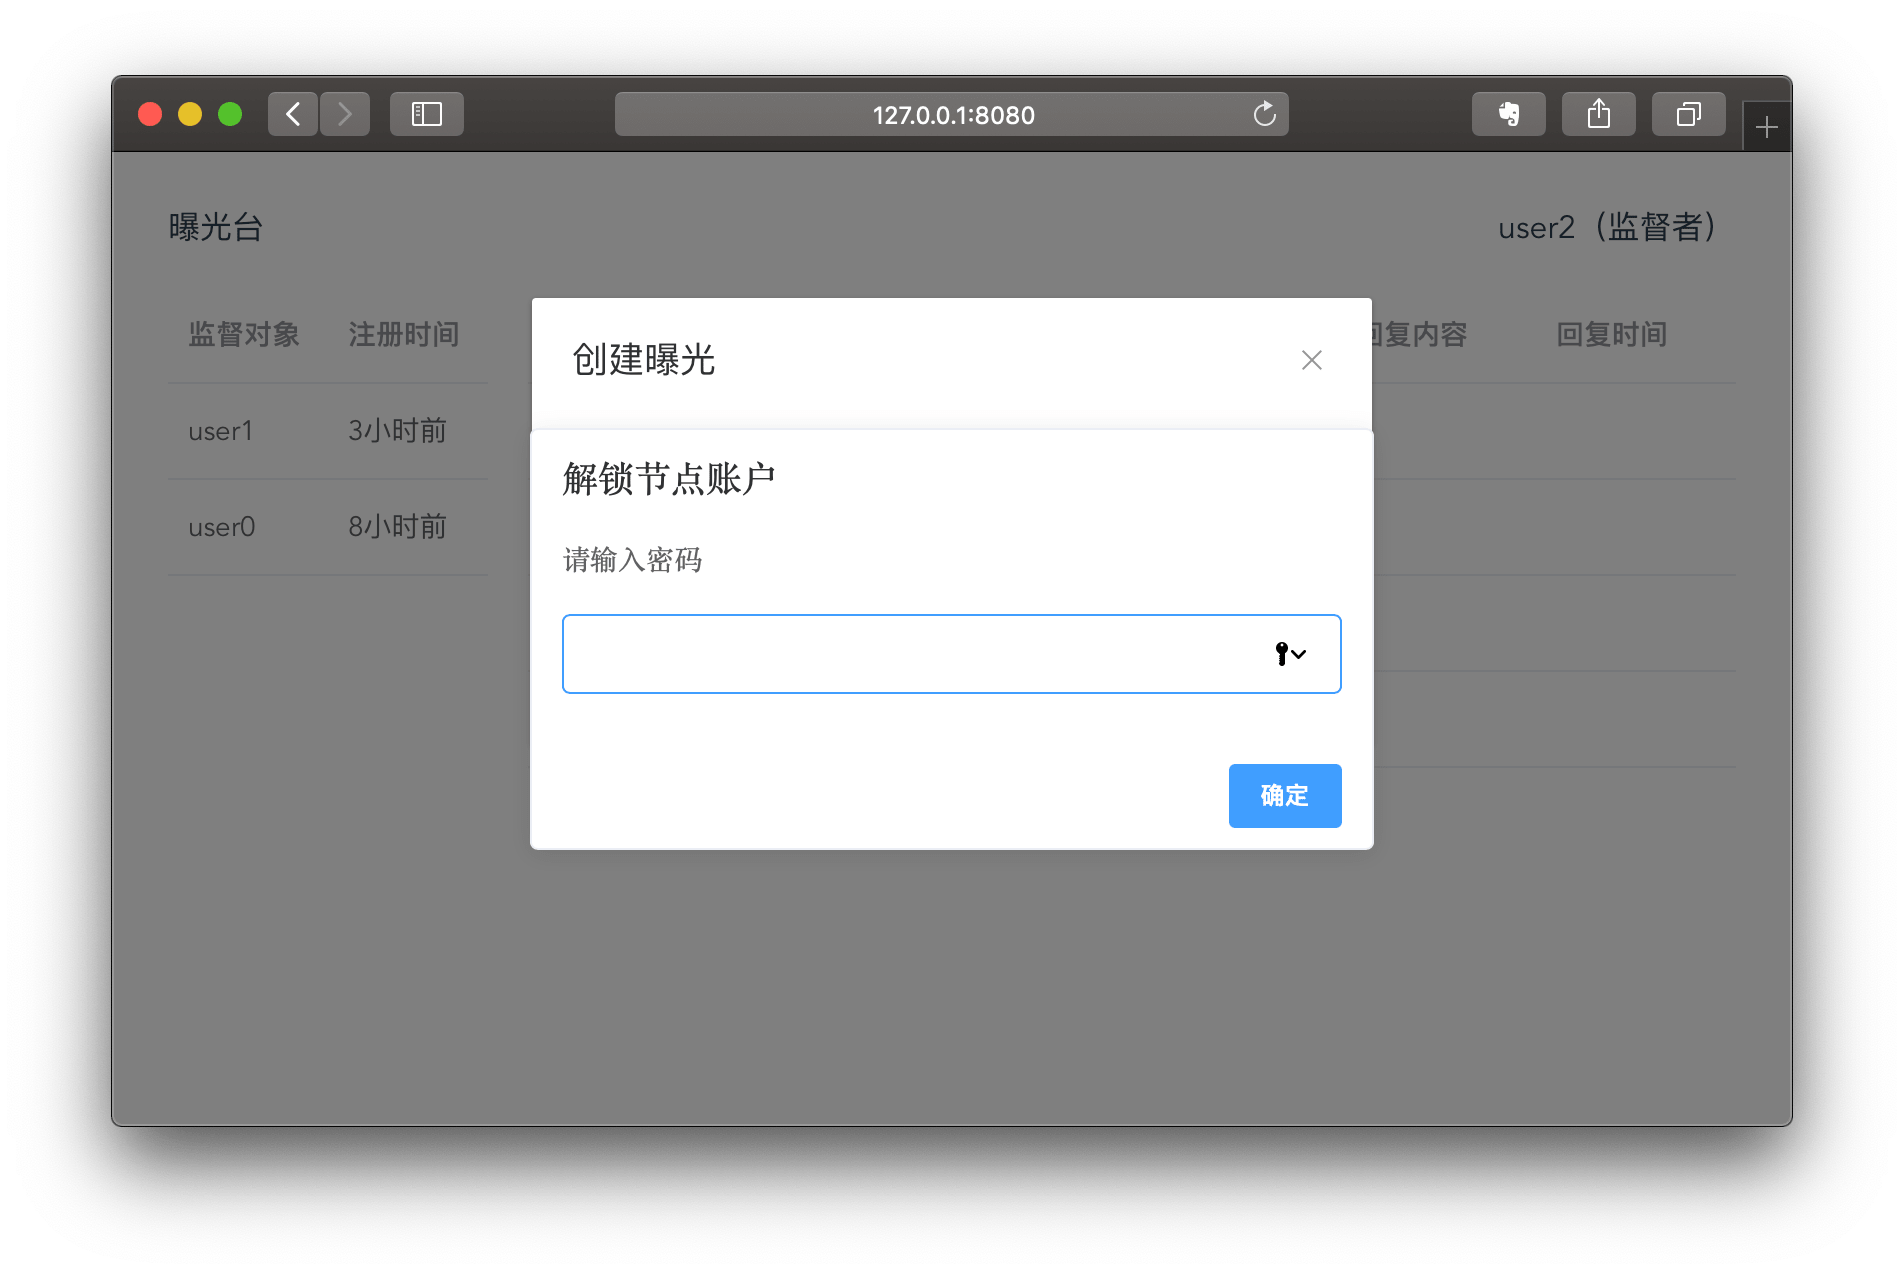 127.0.0.1:8080
曝光台
user2（监督者）
监督对象 注册时间 回复内容 回复时间
创建曝光
user1 3小时前
解锁节点账户
user0 8小时前
请输入密码
确定